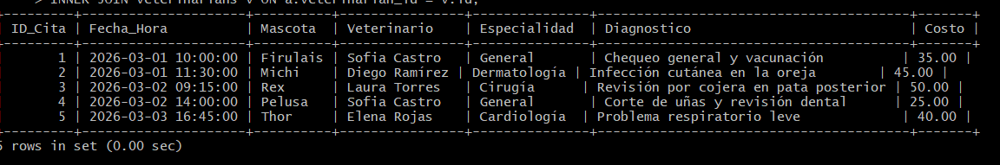 > INNER JOIN veterinarians v ON a.veterinarian_id = v.id;
+---------+---------------------+----------+---------------+---------------+-----------------------------------------+-------+
| ID_Cita | Fecha_Hora          | Mascota  | Veterinario   | Especialidad  | Diagnostico                             | Costo |
+---------+---------------------+----------+---------------+---------------+-----------------------------------------+-------+
|       1 | 2026-03-01 10:00:00 | Firulais | Sofia Castro  | General       | Chequeo general y vacunación          | 35.00 |
|       2 | 2026-03-01 11:30:00 | Michi    | Diego Ramírez | Dermatología | Infección cutánea en la oreja        | 45.00 |
|       3 | 2026-03-02 09:15:00 | Rex      | Laura Torres  | Cirugía      | Revisión por cojera en pata posterior | 50.00 |
|       4 | 2026-03-02 14:00:00 | Pelusa   | Sofia Castro  | General       | Corte de uñas y revisión dental      | 25.00 |
|       5 | 2026-03-03 16:45:00 | Thor     | Elena Rojas   | Cardiología  | Problema respiratorio leve                | 40.00 |
+---------+---------------------+----------+---------------+---------------+-----------------------------------------+-------+
5 rows in set (0.00 sec)